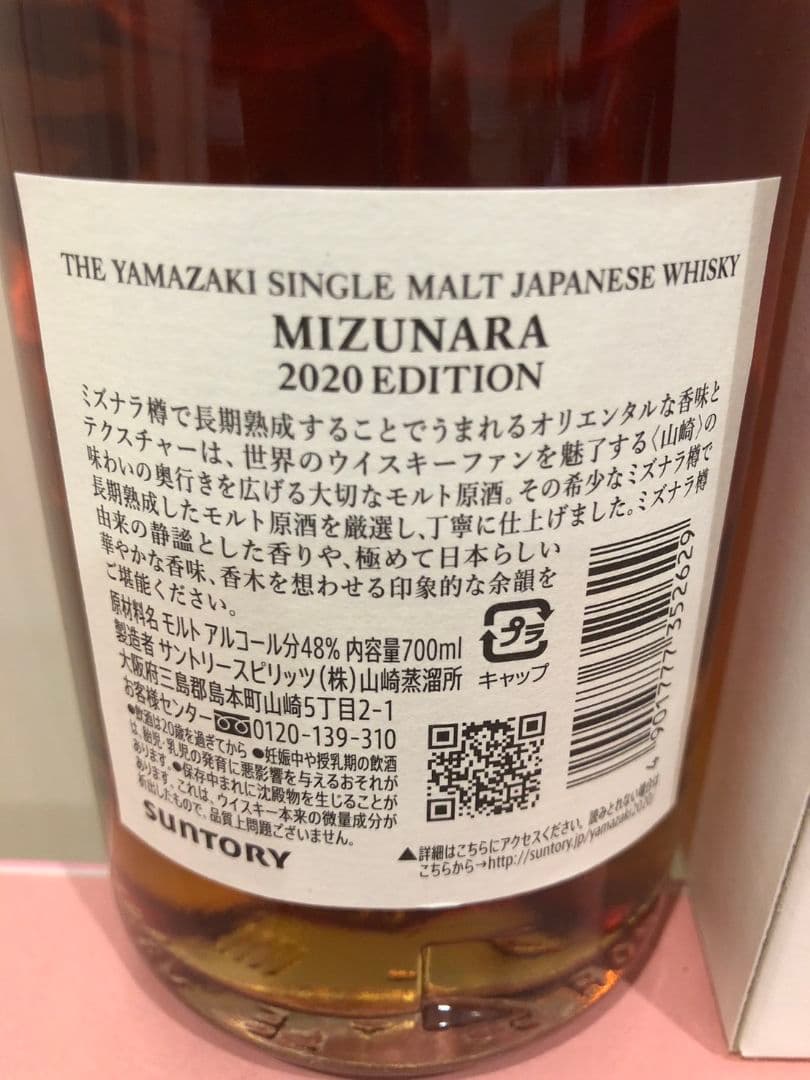 THE YAMAZAKI SINGLE MALT JAPANESE WHISKY
MIZUNARA
2020 EDITION
ミズナラ樽で長期熟成することでうまれるオリエンタルな香味と
テクスチャーは、世界のウイスキーファンを魅了する〈山崎〉の
味わいの奥行きを広げる大切なモルト原酒。その希少なミズナラ樽で
長期熟成したモルト原酒を厳選し、丁寧に仕上げました。ミズナラ樽
由来の静謐とした香りや、極めて日本らしい
華やかな香味、香木を想わせる印象的な余韻を
ご堪能ください。
原材料名 モルト アルコール分48% 内容量700ml
製造者 サントリースピリッツ(株)山崎蒸溜所
大阪府三島郡島本町山崎5丁目2-1
お客様センター 0120-139-310
●飲酒は20歳を過ぎてから ●妊娠中や授乳期の飲酒
は、胎児・乳児の発育に悪影響を与えるおそれが
あります。●保存中まれに沈殿物を生じることが
あります。これは、ウイスキー本来の微量成分が
析出したもので、品質上問題ございません。
SUNTORY
プラ
キャップ
4 901777 352629
▲詳細はこちらにアクセスください。読みとれない場合は
こちらから→http://suntory.jp/yamazaki2020/